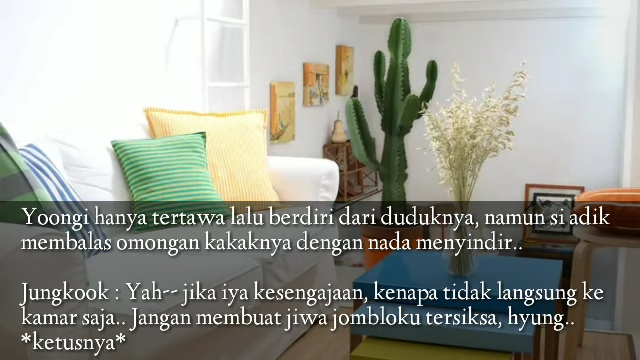 Yoongi hanya tertawa lalu berdiri dari duduknya, namun si adik
membalas omongan kakaknya dengan nada menyindir..
Jungkook : Yah-- jika iya kesengajaan, kenapa tidak langsung ke
kamar saja.. Jangan membuat jiwa jombloku tersiksa, hyung..
*ketusnya*